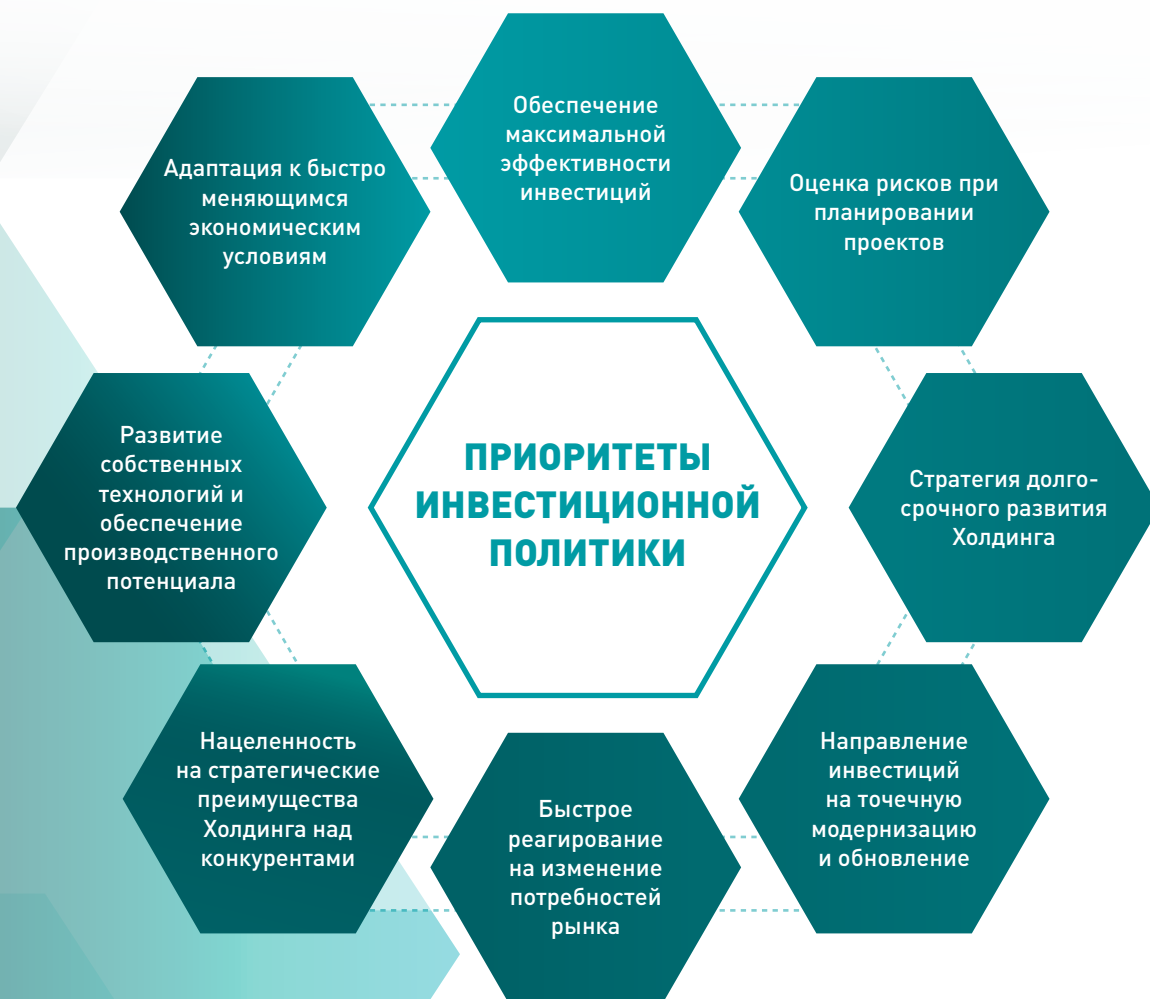 Обеспечение
максимальной
эффективности
инвестиций
Адаптация к быстро
меняющимся
экономическим
условиям
Оценка рисков при
планировании
проектов
Развитие
собственных
технологий и
обеспечение
производственного
потенциала
ПРИОРИТЕТЫ
ИНВЕСТИЦИОННОЙ
ПОЛИТИКИ
Стратегия долго-
срочного развития
Холдинга
Нацеленность
на стратегические
преимущества
Холдинга над
конкурентами
Быстрое
реагирование
на изменение
потребностей
рынка
Направление
инвестиций
на точечную
модернизацию
и обновление